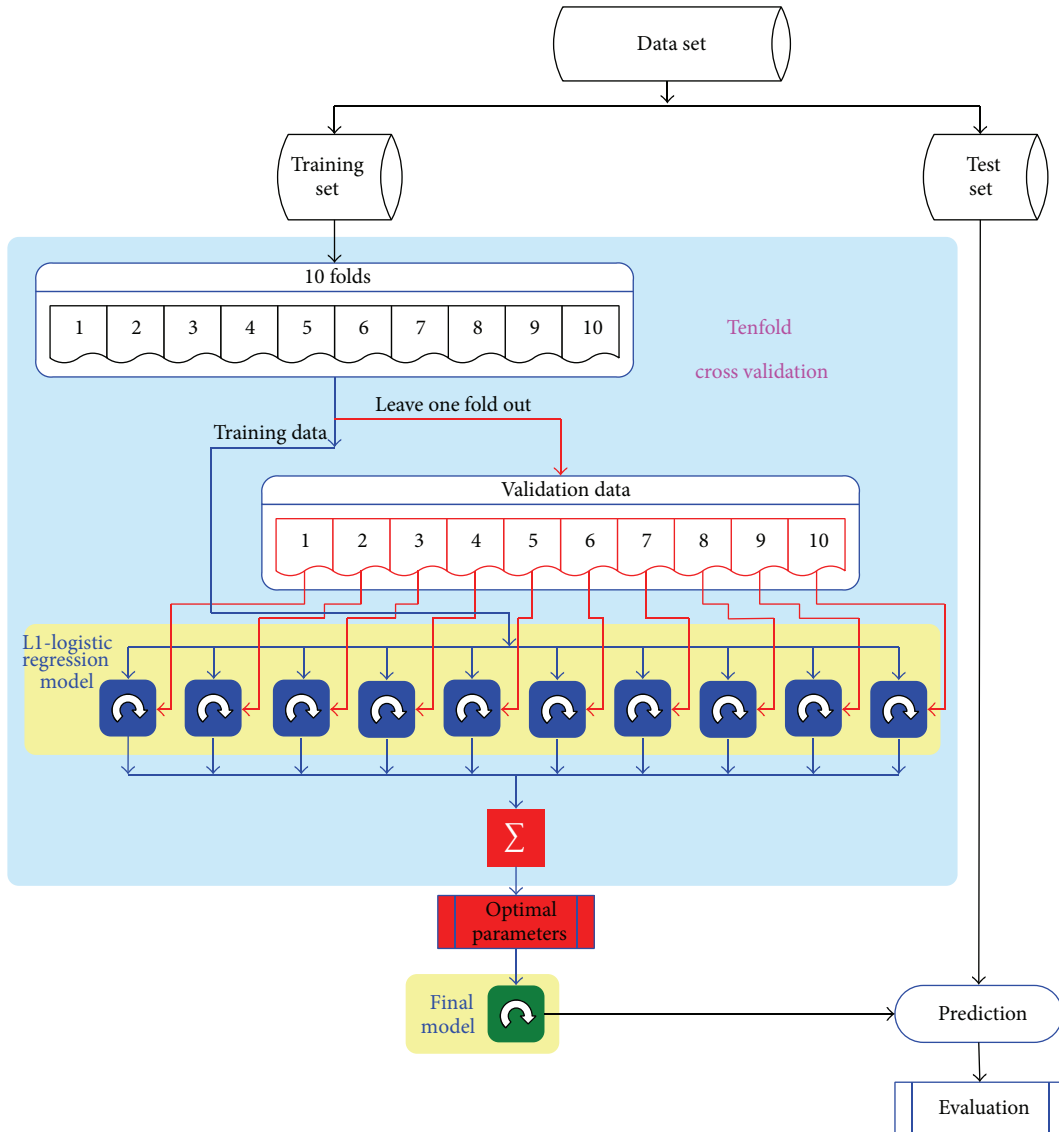 Data set
Training
set
Test
set
10 folds
1 2 3 4 5 6 7 8 9 10
Tenfold
cross validation
Leave one fold out
Training data
Validation data
1 2 3 4 5 6 7 8 9 10
L1-logistic
regression
model
∑
Optimal
parameters
Final
model
Prediction
Evaluation